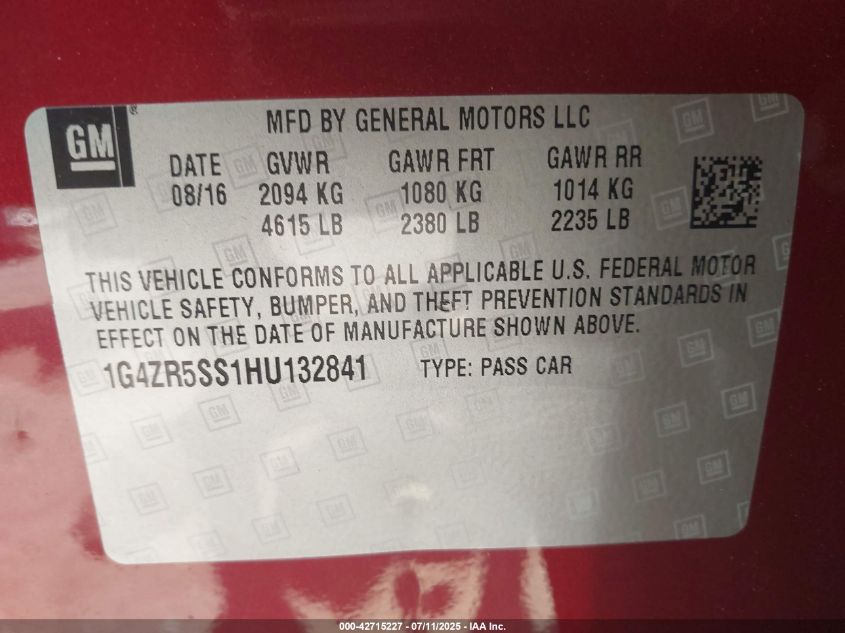 GM ®
MFD BY GENERAL MOTORS LLC
DATE GVWR GAWR FRT GAWR RR
08/16 2094 KG 1080 KG 1014 KG
4615 LB 2380 LB 2235 LB
THIS VEHICLE CONFORMS TO ALL APPLICABLE U.S. FEDERAL MOTOR
VEHICLE SAFETY, BUMPER, AND THEFT PREVENTION STANDARDS IN
EFFECT ON THE DATE OF MANUFACTURE SHOWN ABOVE.
1G4ZR5SS1HU132841 TYPE: PASS CAR
000-42715227 - 07/11/2025 - IAA Inc.